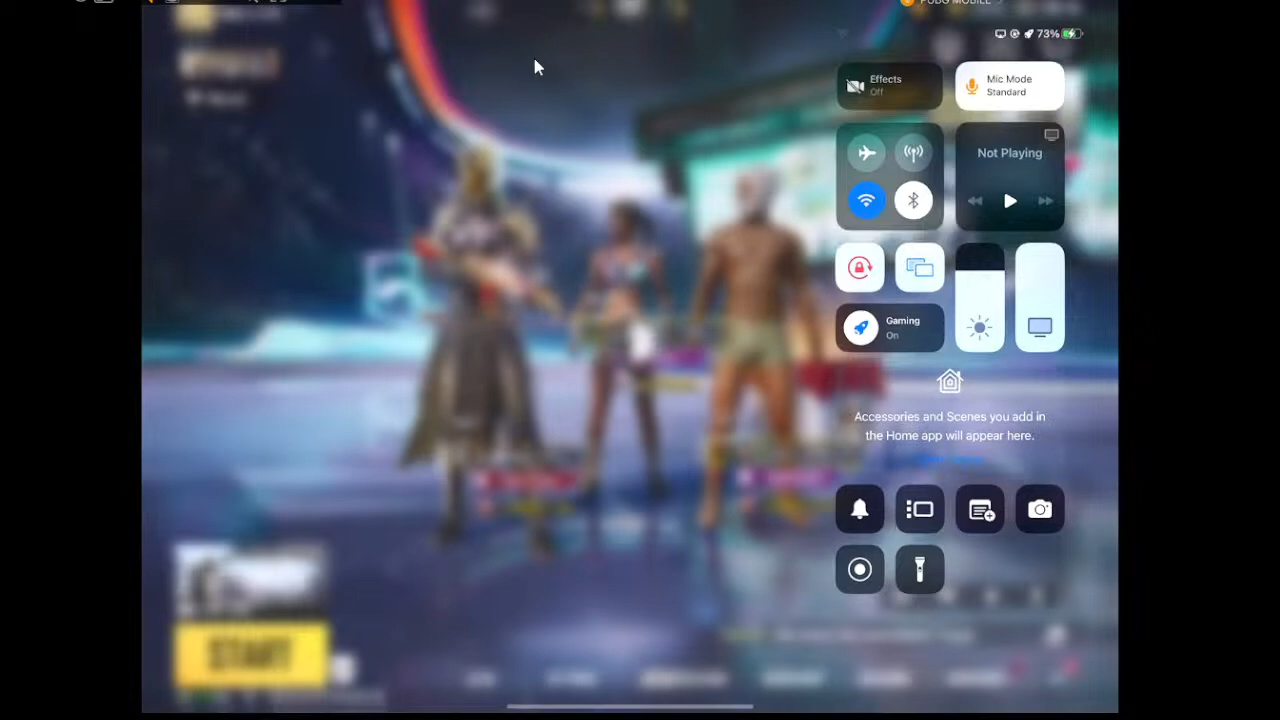 PUBG MOBILE
73%
Effects
Off
Mic Mode
Standard
Not Playing
Gaming
On
Accessories and Scenes you add in
the Home app will appear here.
START